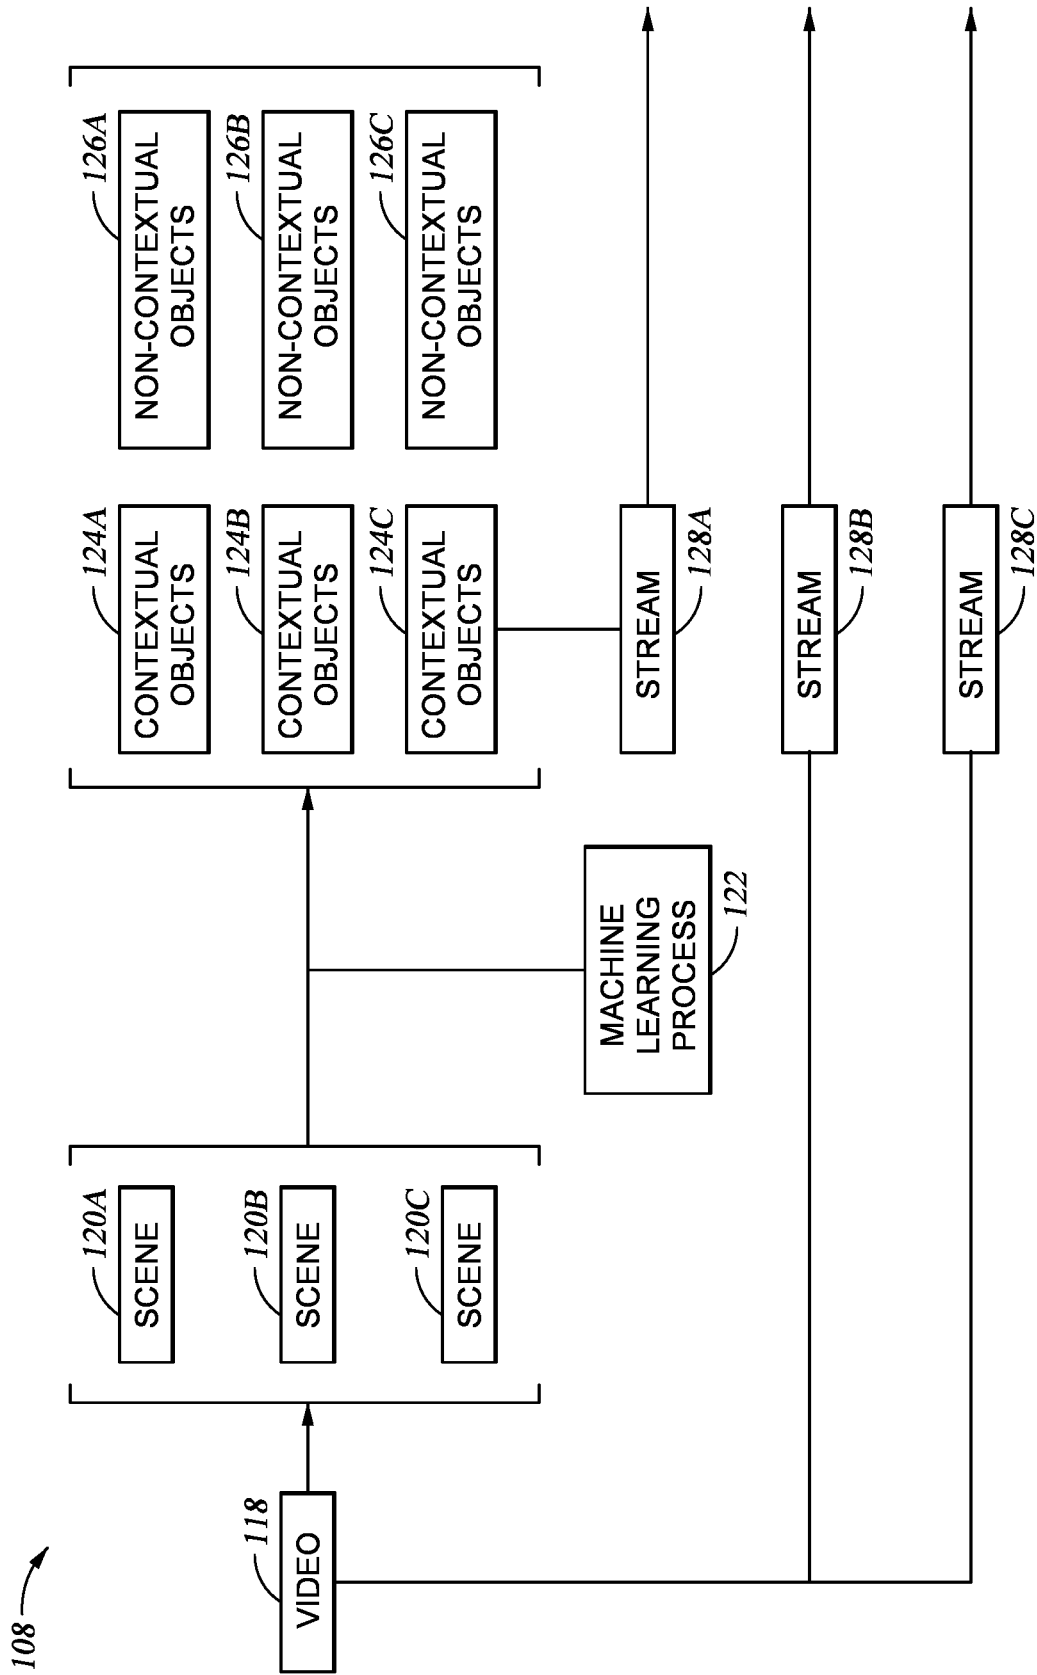 108
VIDEO
118
SCENE
120A
SCENE
120B
SCENE
120C
MACHINE
LEARNING
PROCESS
122
CONTEXTUAL
OBJECTS
124A
CONTEXTUAL
OBJECTS
124B
CONTEXTUAL
OBJECTS
124C
NON-CONTEXTUAL
OBJECTS
126A
NON-CONTEXTUAL
OBJECTS
126B
NON-CONTEXTUAL
OBJECTS
126C
STREAM
128A
STREAM
128B
STREAM
128C